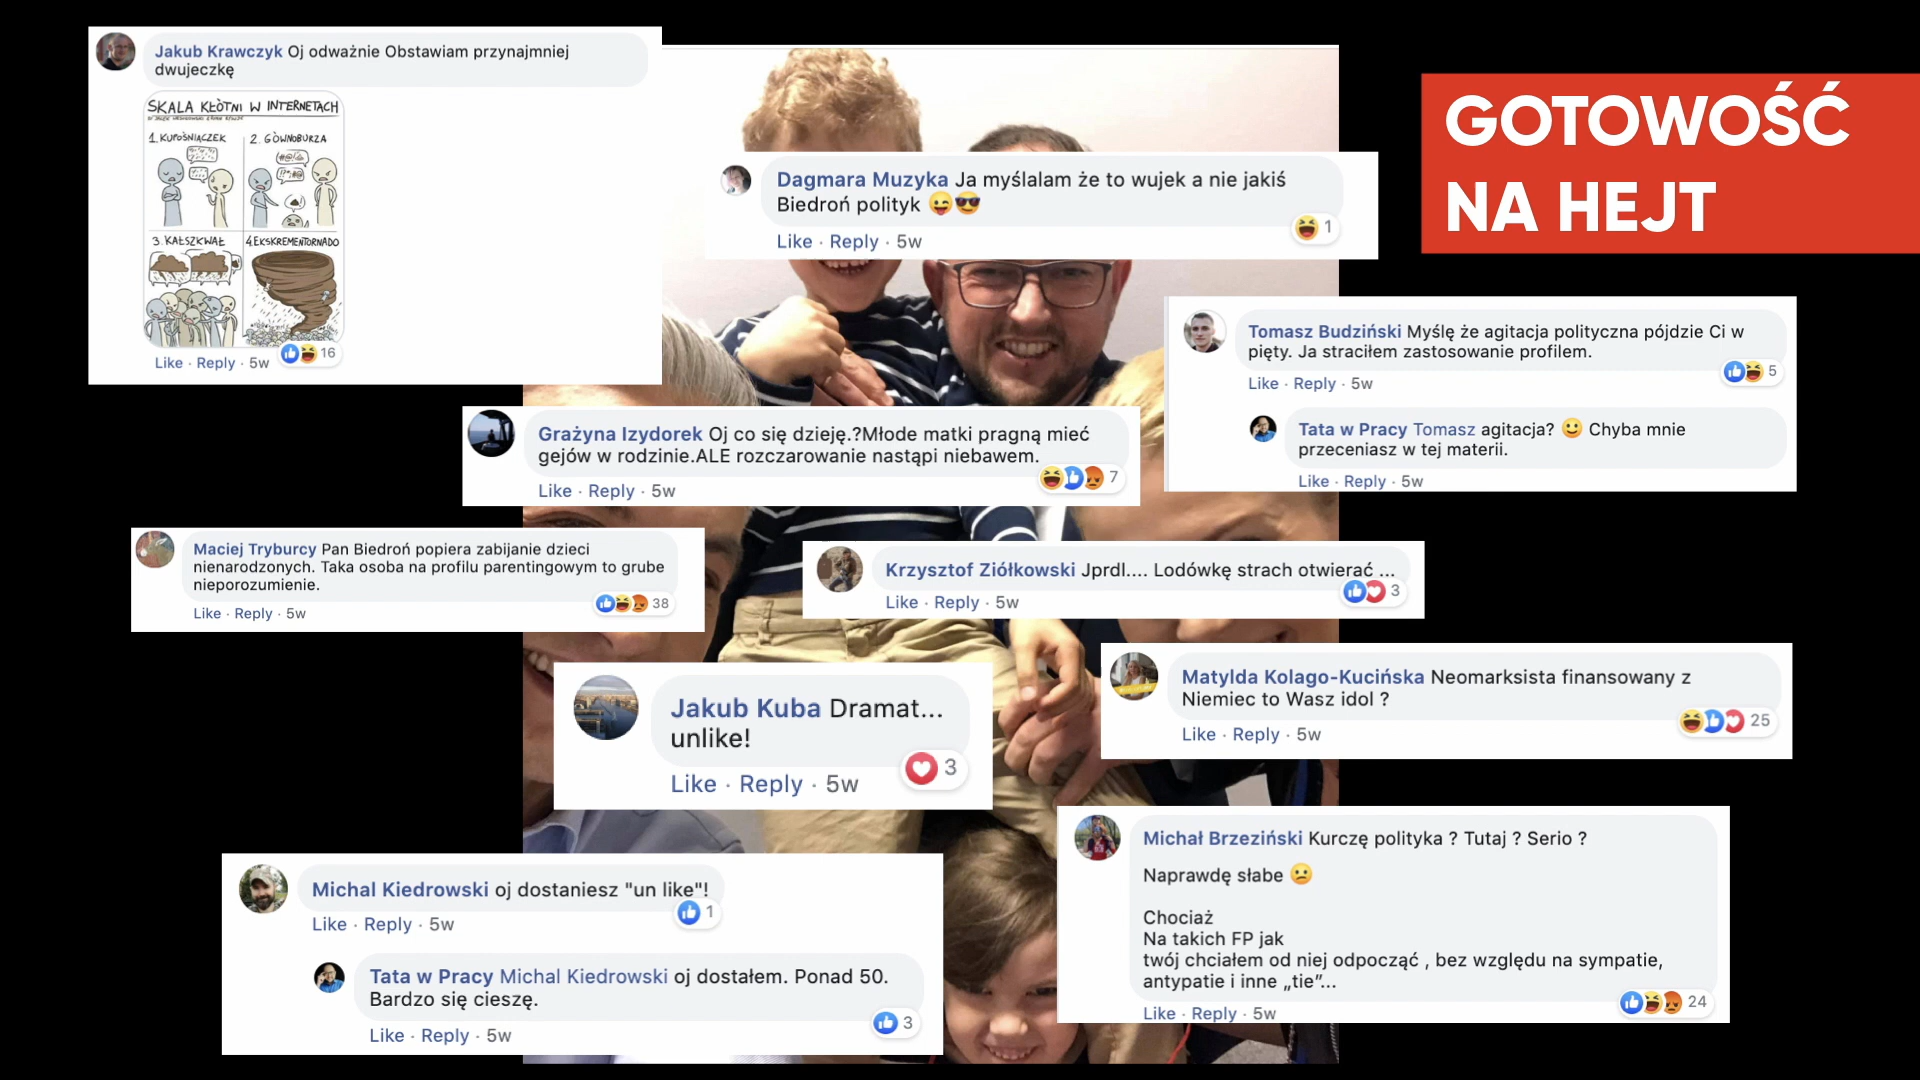 Jakub Krawczyk Oj odważnie Obstawiam przynajmniej
dwujeczkę
SKALA KŁÓTNI W INTERNETACH
1. KUPOŚNIĄCZEK
2. GÓWNOBURZA
3. KAŁSZKWAŁ
4. EKSKREMENTORNADO
Like · Reply · 5w
16
GOTOWOŚĆ
NA HEJT
Dagmara Muzyka Ja myślalam że to wujek a nie jakiś
Biedroń polityk 😜😎
1
Like · Reply · 5w
Tomasz Budziński Myślę że agitacja polityczna pójdzie Ci w
pięty. Ja straciłem zastosowanie profilem.
5
Like · Reply · 5w
Tata w Pracy Tomasz agitacja? 🙂 Chyba mnie
przeceniasz w tej materii.
Like · Reply · 5w
Grażyna Izydorek Oj co się dzieję.?Młode matki pragną mieć
gejów w rodzinie.ALE rozczarowanie nastąpi niebawem.
7
Like · Reply · 5w
Maciej Tryburcy Pan Biedroń popiera zabijanie dzieci
nienarodzonych. Taka osoba na profilu parentingowym to grube
nieporozumienie.
38
Like · Reply · 5w
Krzysztof Ziółkowski Jprdl.... Lodówkę strach otwierać ...
3
Like · Reply · 5w
Jakub Kuba Dramat...
unlike!
3
Like · Reply · 5w
Matylda Kolago-Kucińska Neomarksista finansowany z
Niemiec to Wasz idol ?
25
Like · Reply · 5w
Michal Kiedrowski oj dostaniesz "un like"!
1
Like · Reply · 5w
Tata w Pracy Michal Kiedrowski oj dostałem. Ponad 50.
Bardzo się cieszę.
3
Like · Reply · 5w
Michał Brzeziński Kurczę polityka ? Tutaj ? Serio ?
Naprawdę słabe 😕
Chociaż
Na takich FP jak
twój chciałem od niej odpocząć , bez względu na sympatie,
antypatie i inne „tie”...
24
Like · Reply · 5w